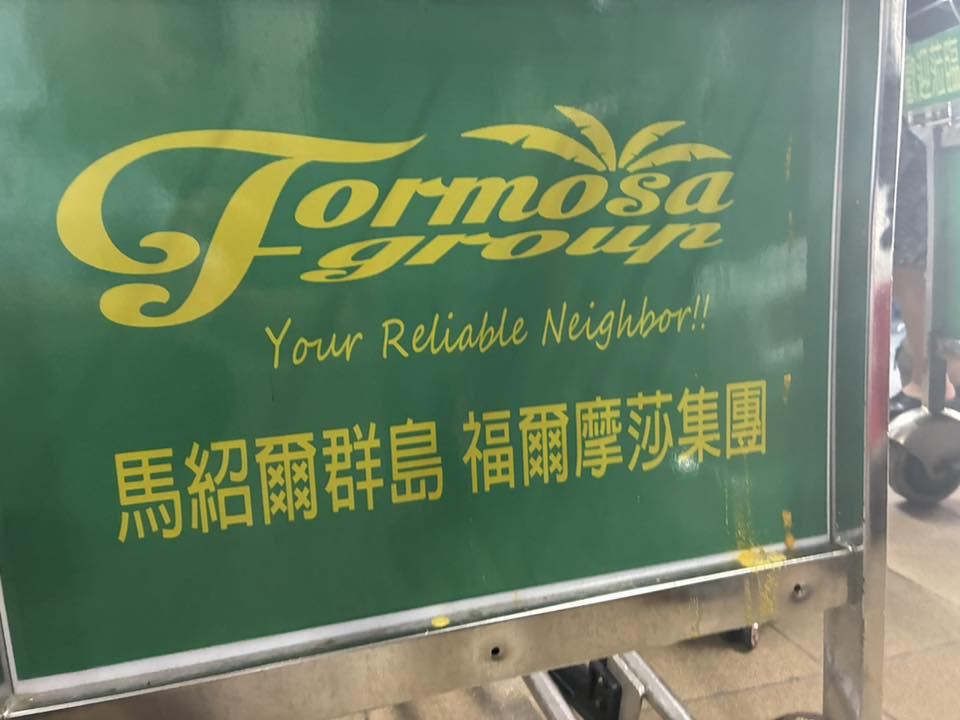 Formosa
group
Your Reliable Neighbor!!
馬紹爾群島 福爾摩莎集團